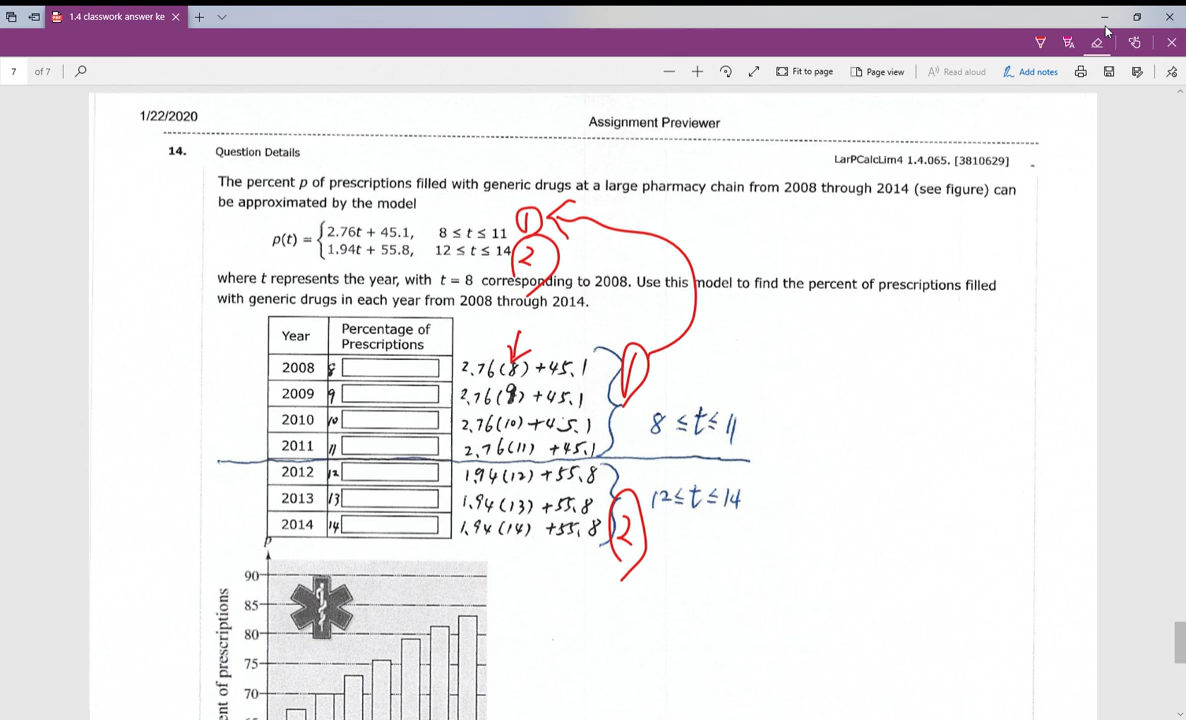 1.4 classwork answer ke
7 of 7
Fit to page
Page view
Read aloud
Add notes
1/22/2020
Assignment Previewer
14. Question Details
LarPCalcLim4 1.4.065. [3810629]
The percent p of prescriptions filled with generic drugs at a large pharmacy chain from 2008 through 2014 (see figure) can
be approximated by the model
p(t) = { 2.76t + 45.1, 8 ≤ t ≤ 11 1
1.94t + 55.8, 12 ≤ t ≤ 14 2
where t represents the year, with t = 8 corresponding to 2008. Use this model to find the percent of prescriptions filled
with generic drugs in each year from 2008 through 2014.
Year Percentage of
Prescriptions
2008 8 2.76(8) + 45.1
2009 9 2.76(9) + 45.1
2010 10 2.76(10) + 45.1
2011 11 2.76(11) + 45.1
1
8 ≤ t ≤ 11
2012 12 1.94(12) + 55.8
2013 13 1.94(13) + 55.8
2014 14 1.94(14) + 55.8
2
12 ≤ t ≤ 14
p
90
85
80
75
70
ent of prescriptions